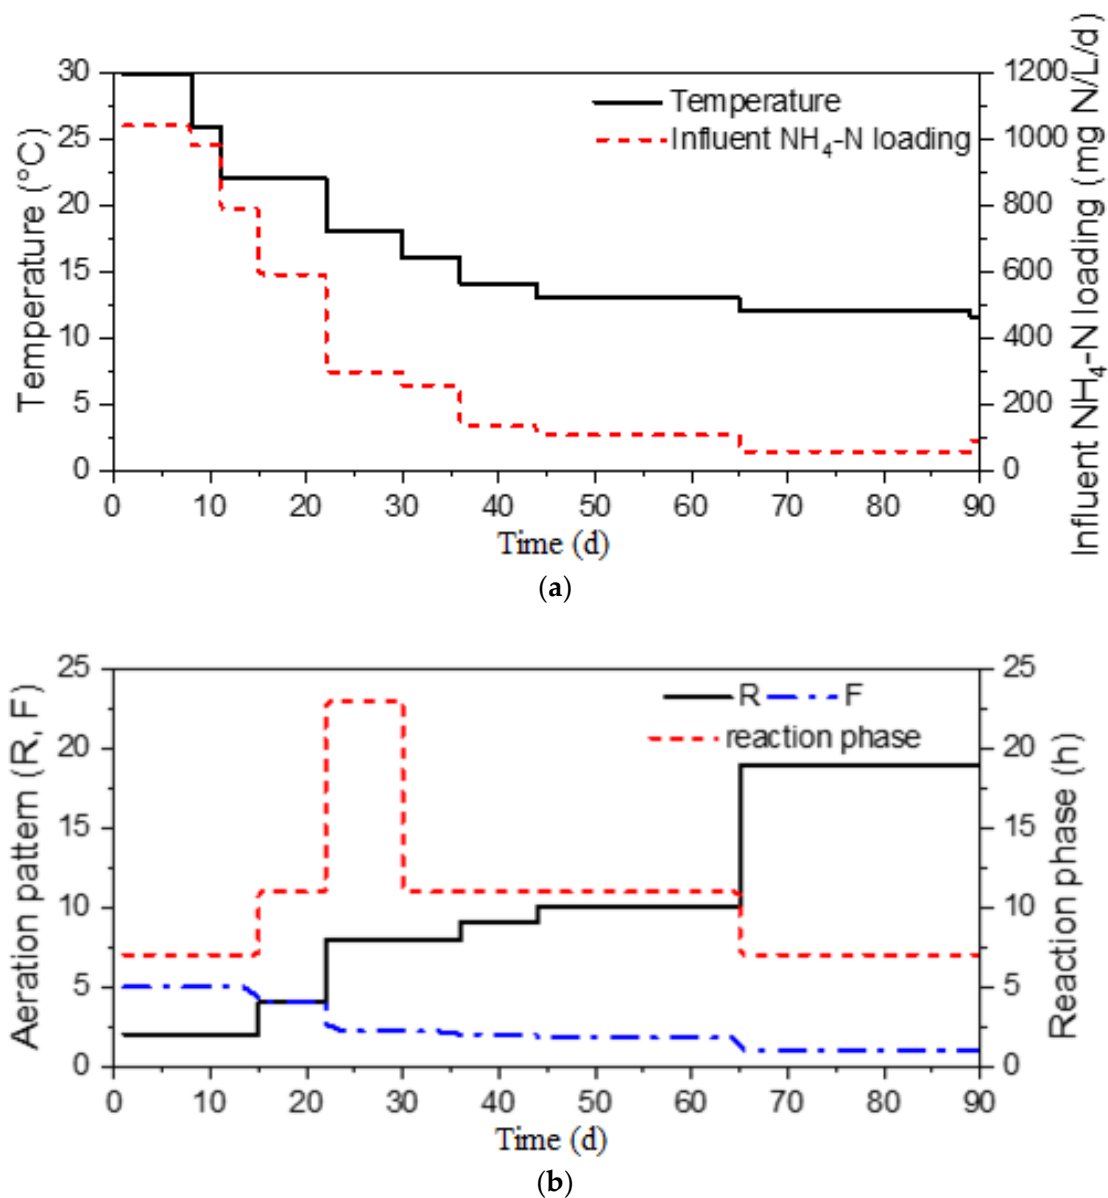 Temperature (°C)
30
25
20
15
10
5
0
Temperature
Influent NH₄-N loading
1200
1000
800
600
400
200
0
Influent NH₄-N loading (mg N/L/d)
0 10 20 30 40 50 60 70 80 90
Time (d)
(a)
Aeration pattern (R, F)
25
20
15
10
5
0
R F
reaction phase
25
20
15
10
5
0
Reaction phase (h)
0 10 20 30 40 50 60 70 80 90
Time (d)
(b)